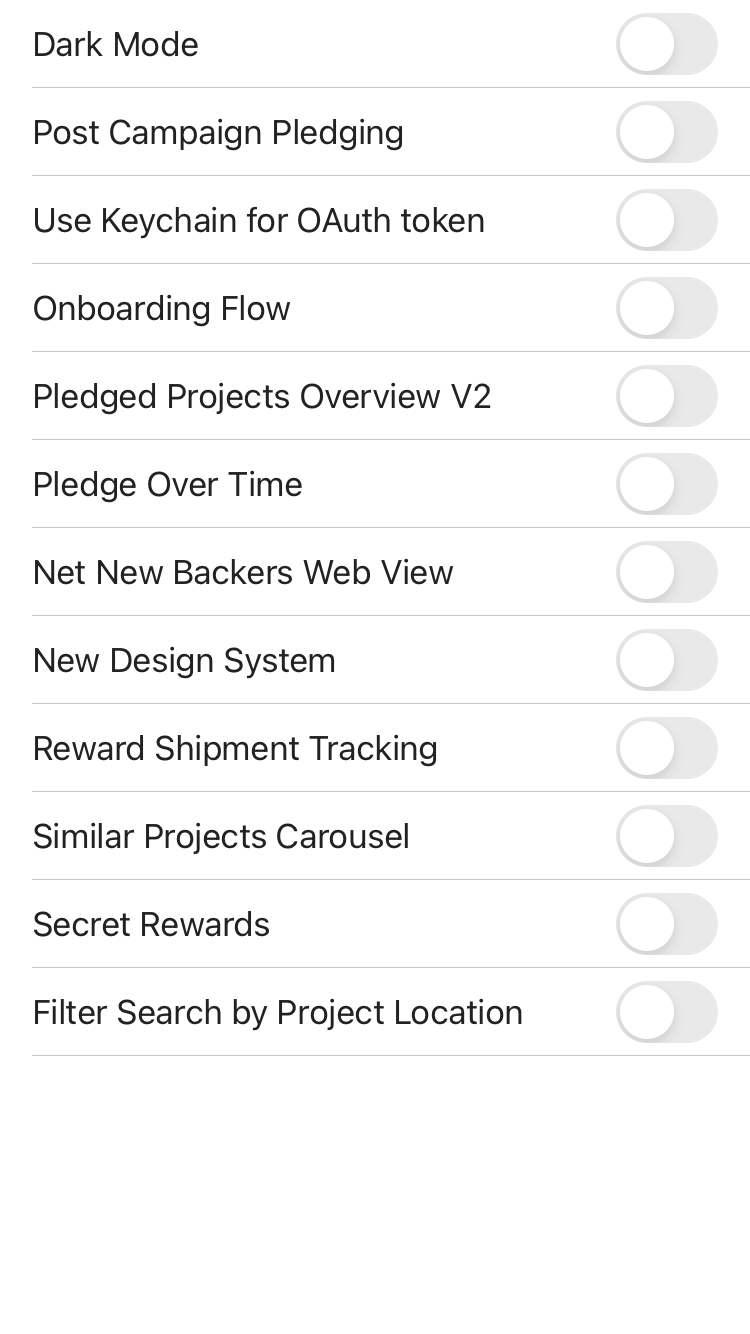 Dark Mode
Post Campaign Pledging
Use Keychain for OAuth token
Onboarding Flow
Pledged Projects Overview V2
Pledge Over Time
Net New Backers Web View
New Design System
Reward Shipment Tracking
Similar Projects Carousel
Secret Rewards
Filter Search by Project Location